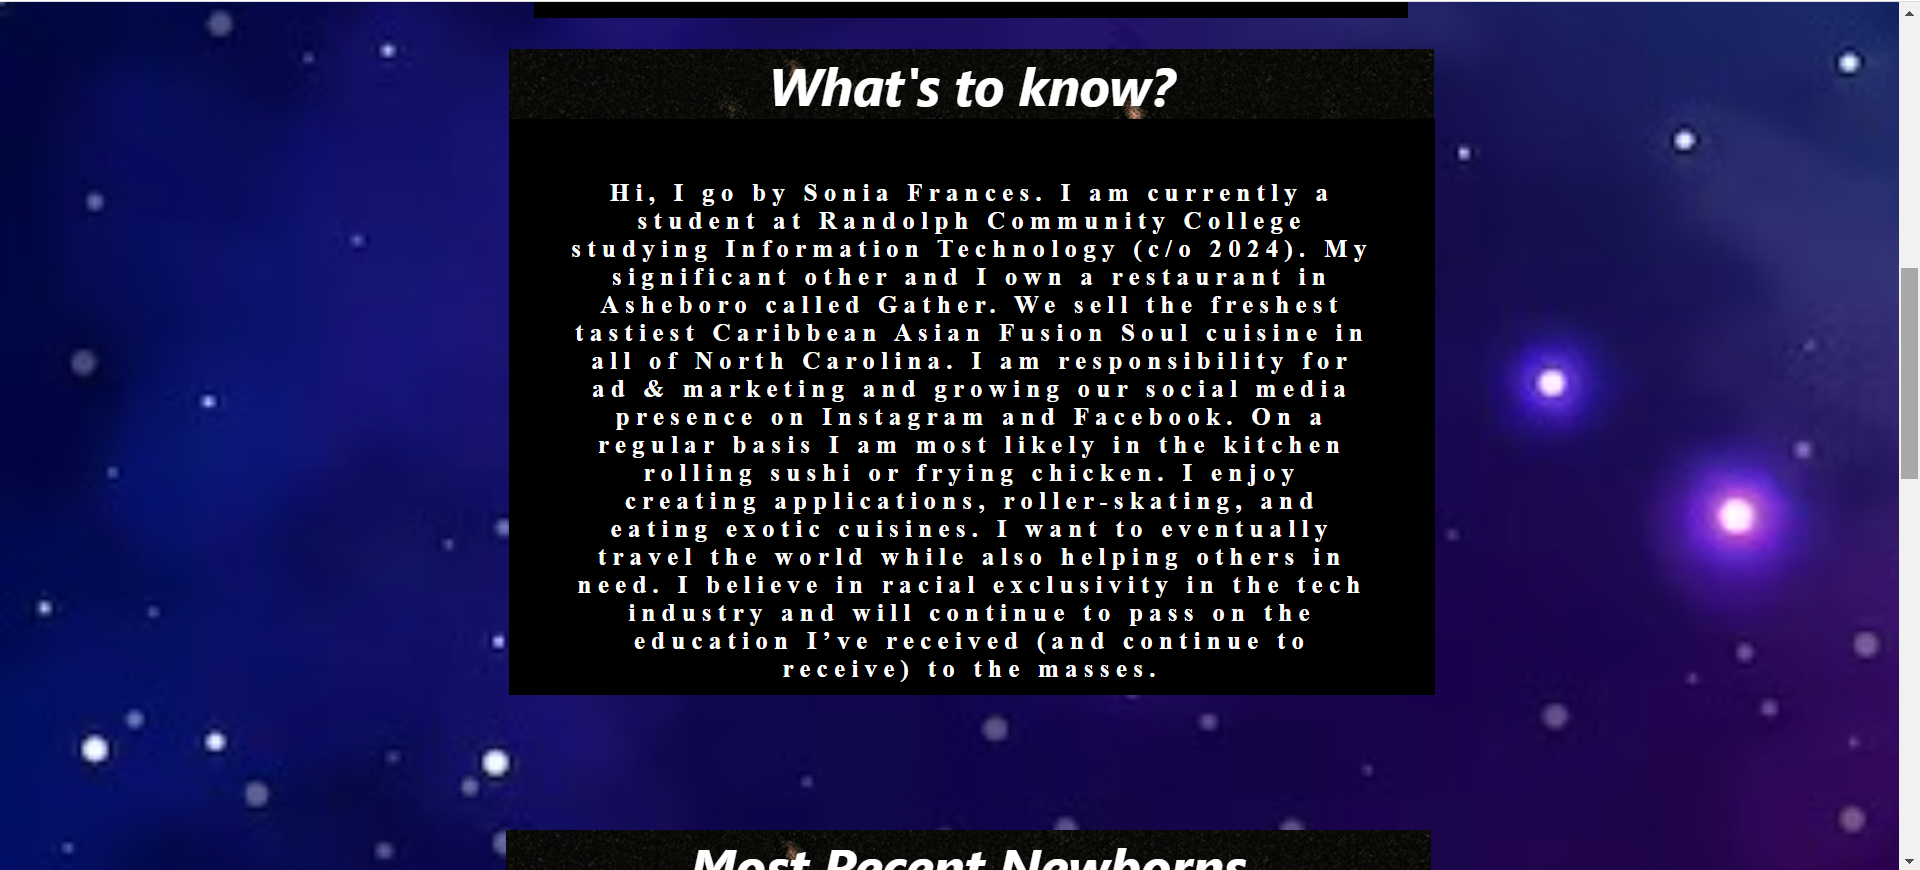 What's to know?
Hi, I go by Sonia Frances. I am currently a
student at Randolph Community College
studying Information Technology (c/o 2024). My
significant other and I own a restaurant in
Asheboro called Gather. We sell the freshest
tastiest Caribbean Asian Fusion Soul cuisine in
all of North Carolina. I am responsibility for
ad & marketing and growing our social media
presence on Instagram and Facebook. On a
regular basis I am most likely in the kitchen
rolling sushi or frying chicken. I enjoy
creating applications, roller-skating, and
eating exotic cuisines. I want to eventually
travel the world while also helping others in
need. I believe in racial exclusivity in the tech
industry and will continue to pass on the
education I’ve received (and continue to
receive) to the masses.
Most Recent Newborns